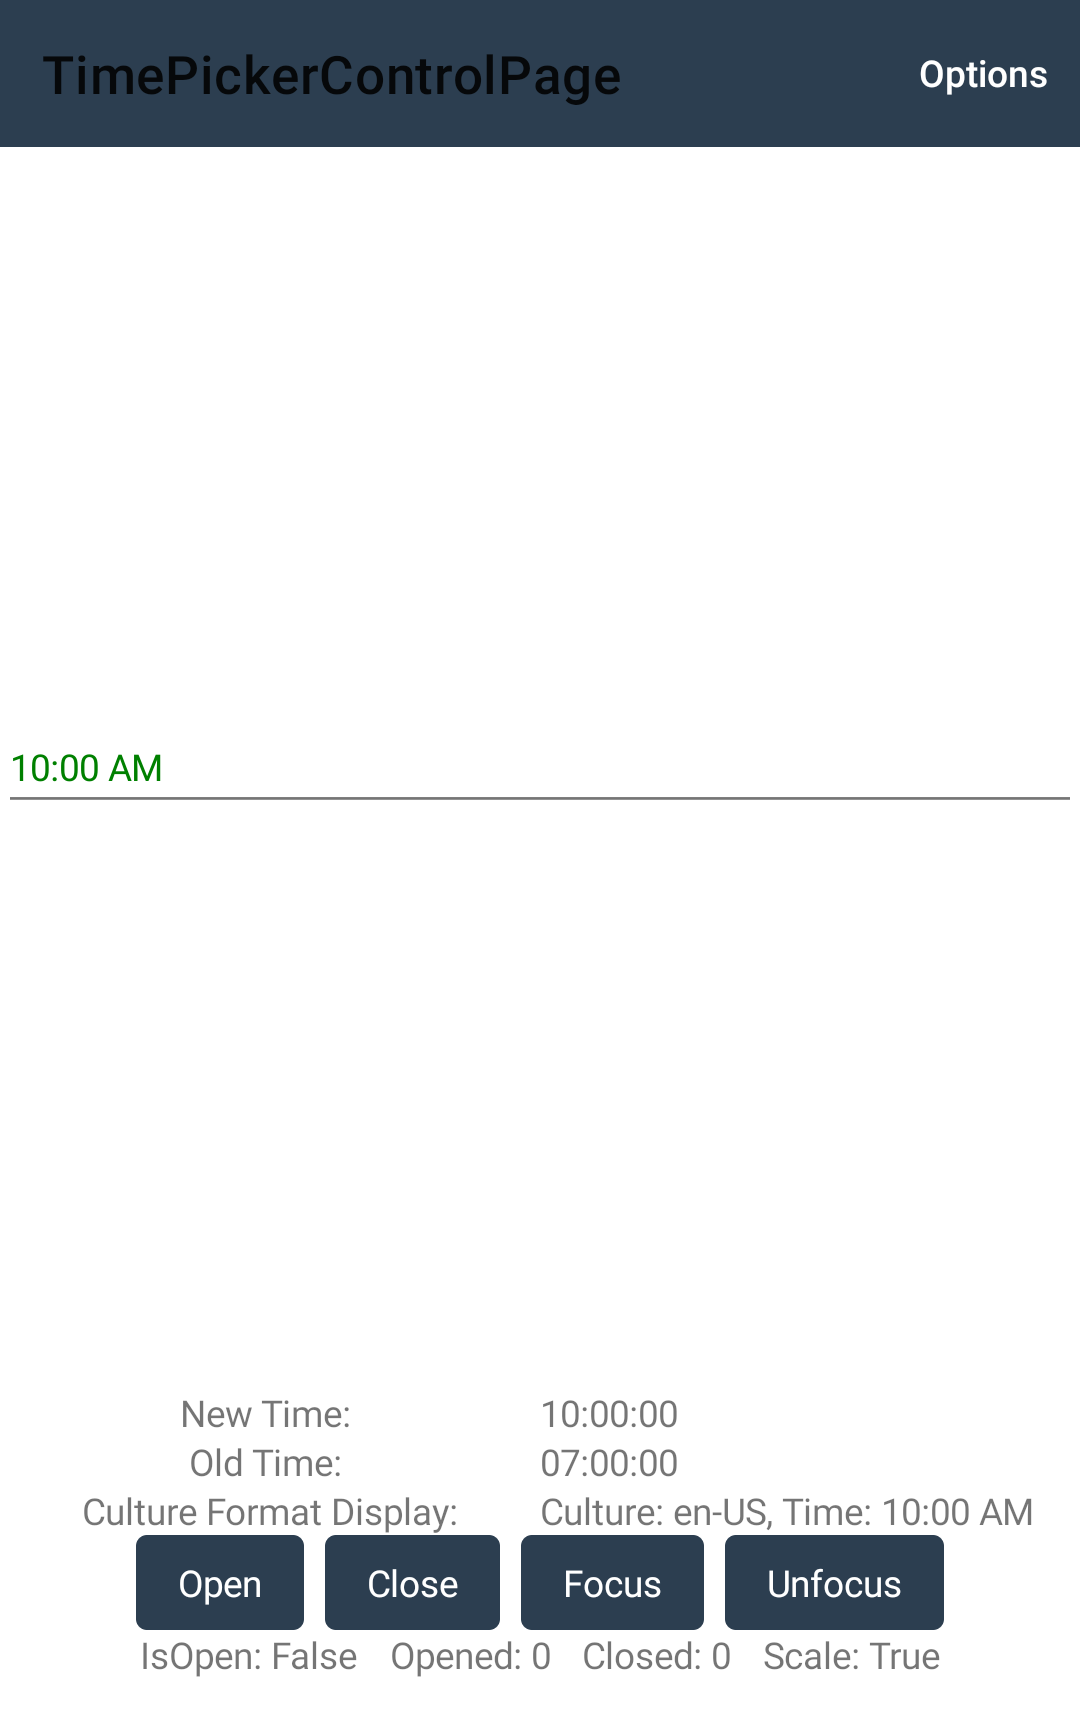 TimePickerControlPage Options
10:00 AM
New Time: 10:00:00
Old Time: 07:00:00
Culture Format Display: Culture: en-US, Time: 10:00 AM
Open Close Focus Unfocus
IsOpen: False Opened: 0 Closed: 0 Scale: True